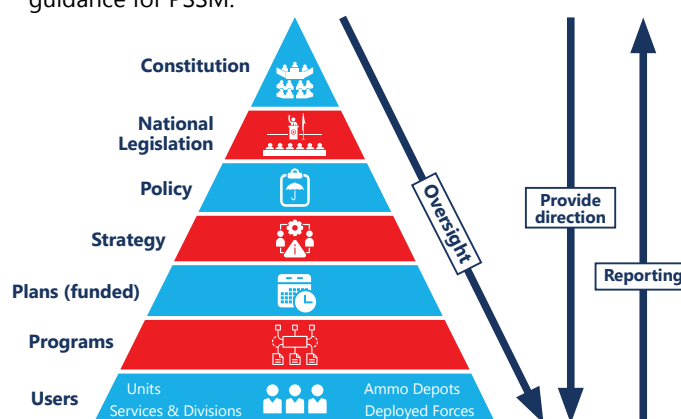 guidance for PSSM.
Constitution
National
Legislation
Policy
Strategy
Plans (funded)
Programs
Users
Units
Services & Divisions
Ammo Depots
Deployed Forces
Oversight
Provide
direction
Reporting